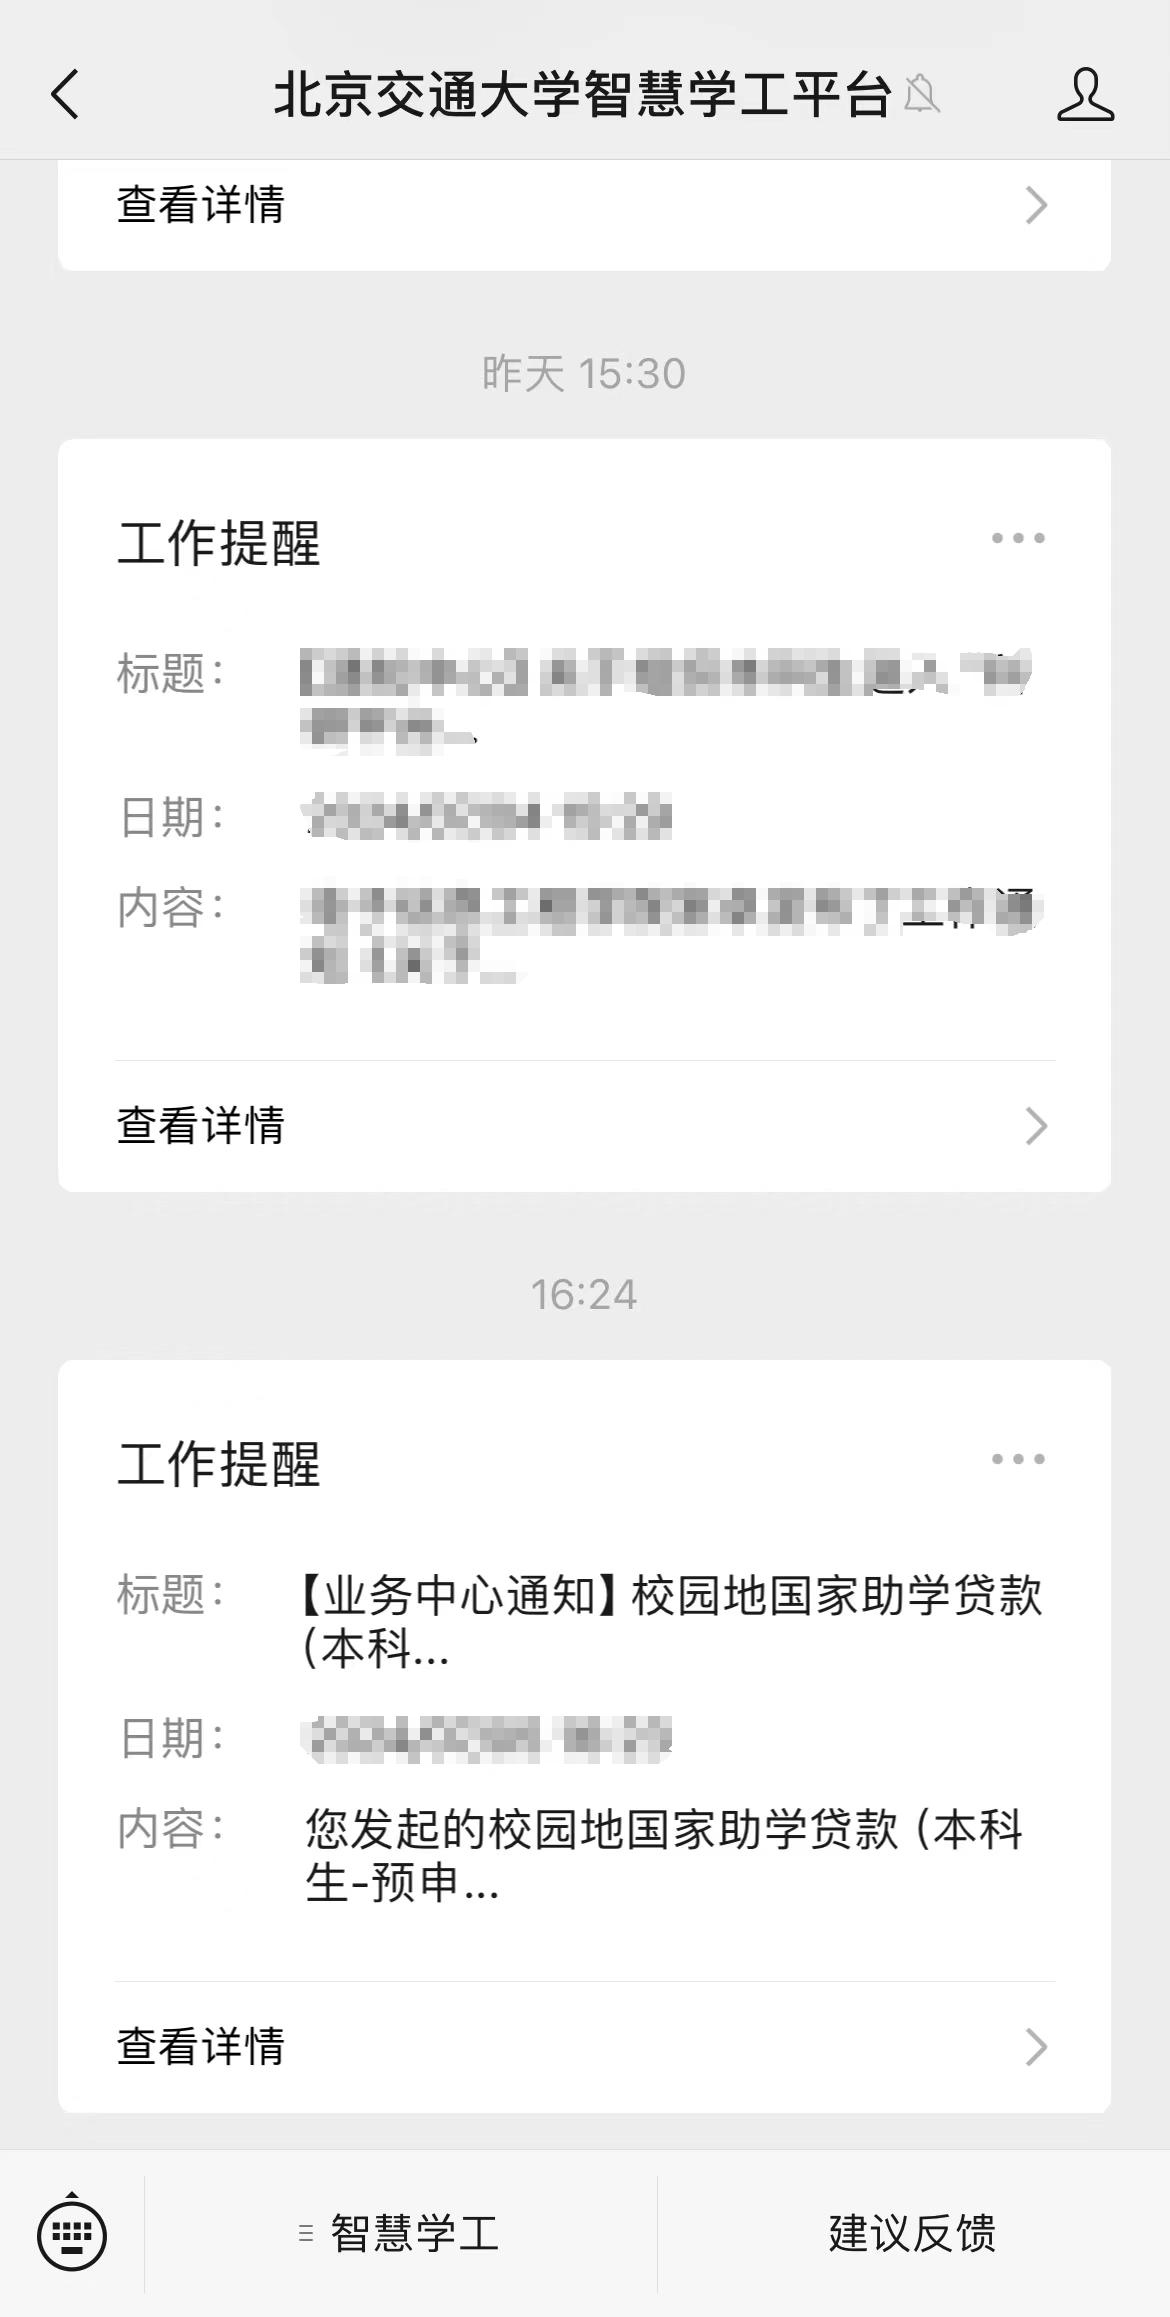 北京交通大学智慧学工平台
查看详情
昨天 15:30
工作提醒
标题：
日期：
内容：
查看详情
16:24
工作提醒
标题： 【业务中心通知】校园地国家助学贷款
（本科...
日期：
内容： 您发起的校园地国家助学贷款（本科
生-预申...
查看详情
智慧学工 建议反馈